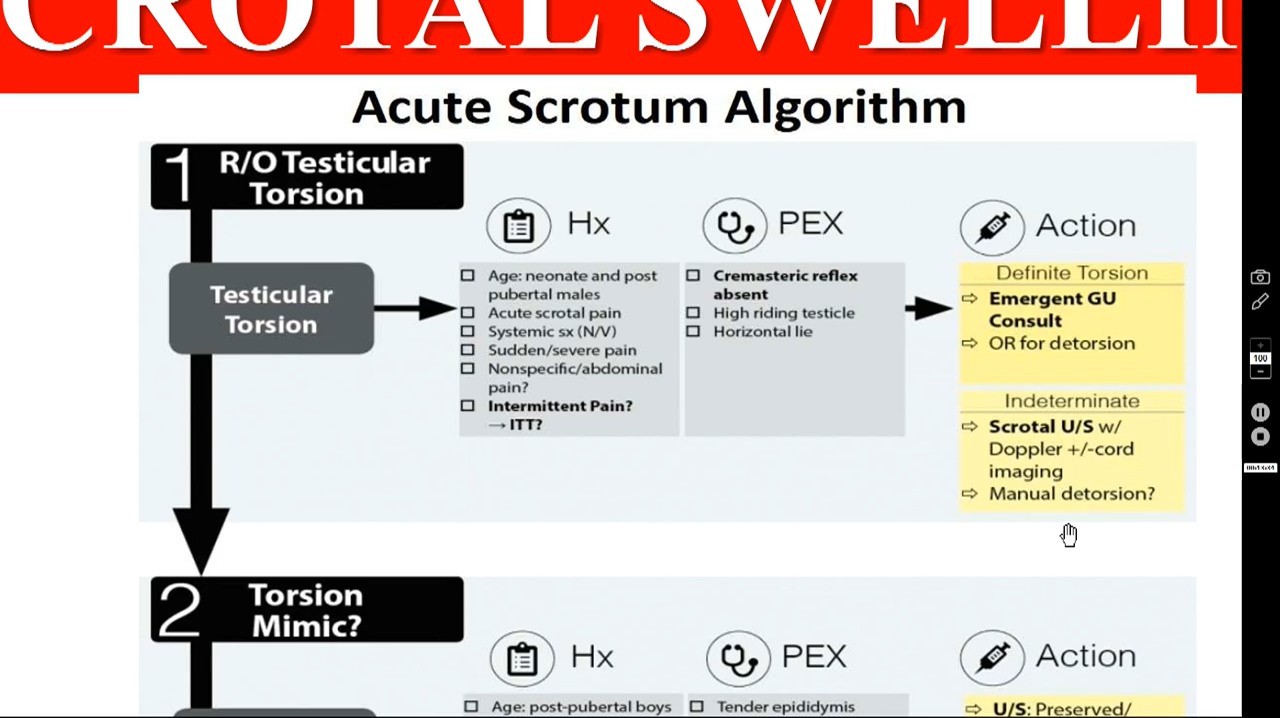 CROTAL SWELLIN
Acute Scrotum Algorithm
1 R/O Testicular
Torsion
Hx
PEX
Action
Testicular
Torsion
Age: neonate and post
pubertal males
Acute scrotal pain
Systemic sx (N/V)
Sudden/severe pain
Nonspecific/abdominal
pain?
Intermittent Pain?
→ ITT?
Cremasteric reflex
absent
High riding testicle
Horizontal lie
Definite Torsion
⇨ Emergent GU
Consult
⇨ OR for detorsion
Indeterminate
⇨ Scrotal U/S w/
Doppler +/-cord
imaging
⇨ Manual detorsion?
2 Torsion
Mimic?
Hx
PEX
Action
Age: post-pubertal boys
Tender epididymis
⇨ U/S: Preserved/
+
100
−